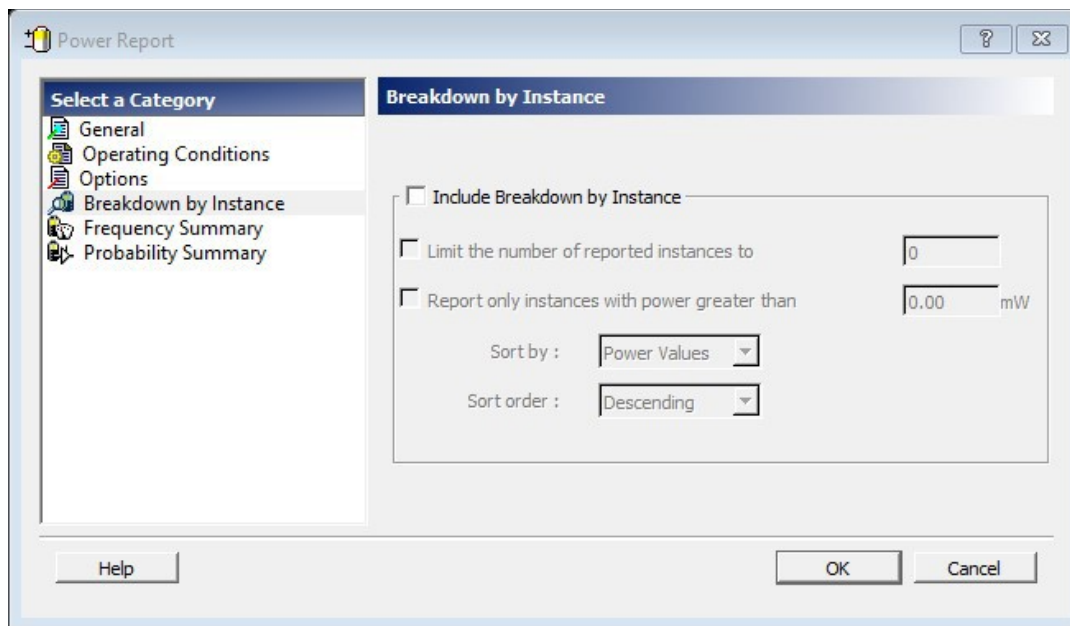 Power Report
Select a Category
General
Operating Conditions
Options
Breakdown by Instance
Frequency Summary
Probability Summary
Breakdown by Instance
Include Breakdown by Instance
Limit the number of reported instances to 0
Report only instances with power greater than 0.00 mW
Sort by : Power Values
Sort order : Descending
Help OK Cancel